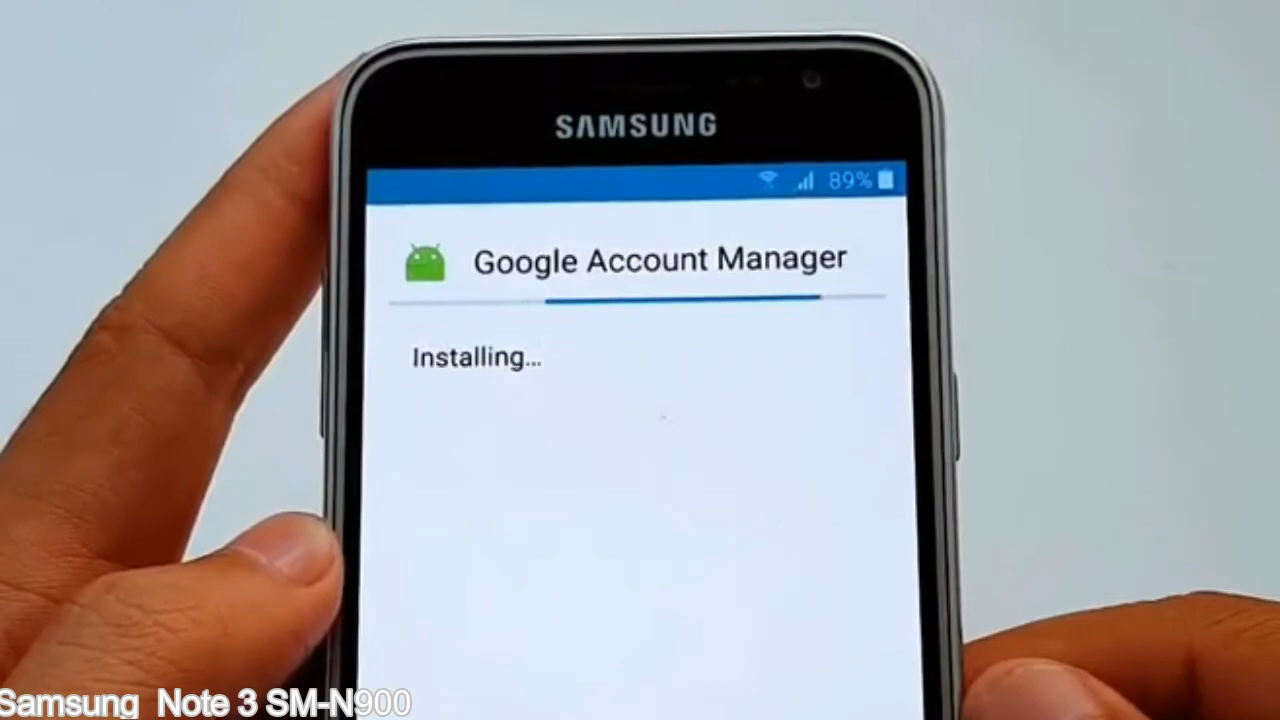 SAMSUNG
89%
Google Account Manager
Installing...
Samsung Note 3 SM-N900